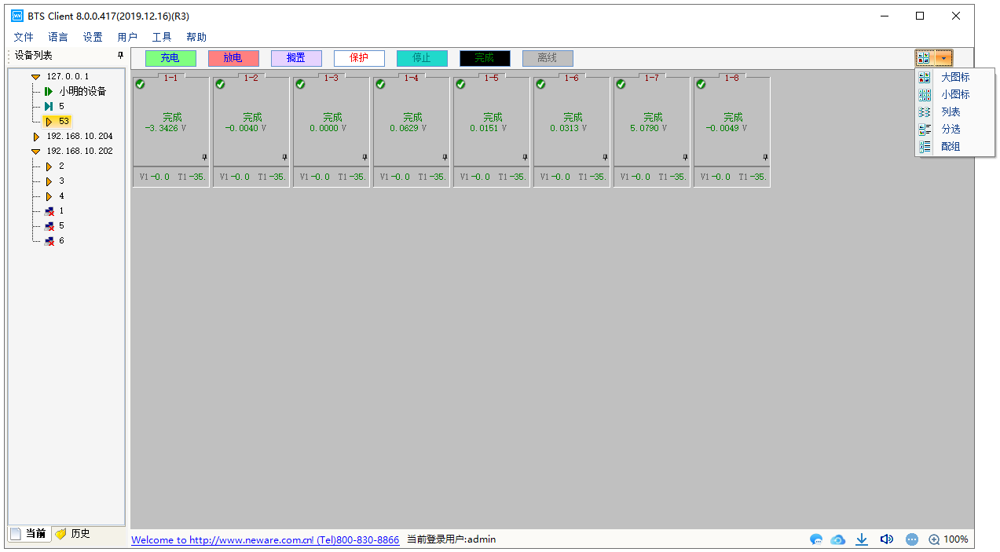 BTS Client 8.0.0.417(2019.12.16)(R3)
文件 语言 设置 用户 工具 帮助
设备列表
充电 放电 搁置 保护 停止 完成 离线
127.0.0.1
小明的设备
5
53
192.168.10.204
192.168.10.202
2
3
4
1
5
6
1-1 1-2 1-3 1-4 1-5 1-6 1-7 1-8
完成 完成 完成 完成 完成 完成 完成 完成
-3.3426 V -0.0040 V 0.0000 V 0.0629 V 0.0151 V 0.0313 V 5.0790 V -0.0049 V
V1-0.0 T1-35. V1-0.0 T1-35. V1-0.0 T1-35. V1-0.0 T1-35. V1-0.0 T1-35. V1-0.0 T1-35. V1-0.0 T1-35. V1-0.0 T1-35.
大图标
小图标
列表
分选
配组
当前 历史
Welcome to http://www.neware.com.cn! (Tel)800-830-8866 当前登录用户:admin
100%